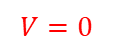 V = 0